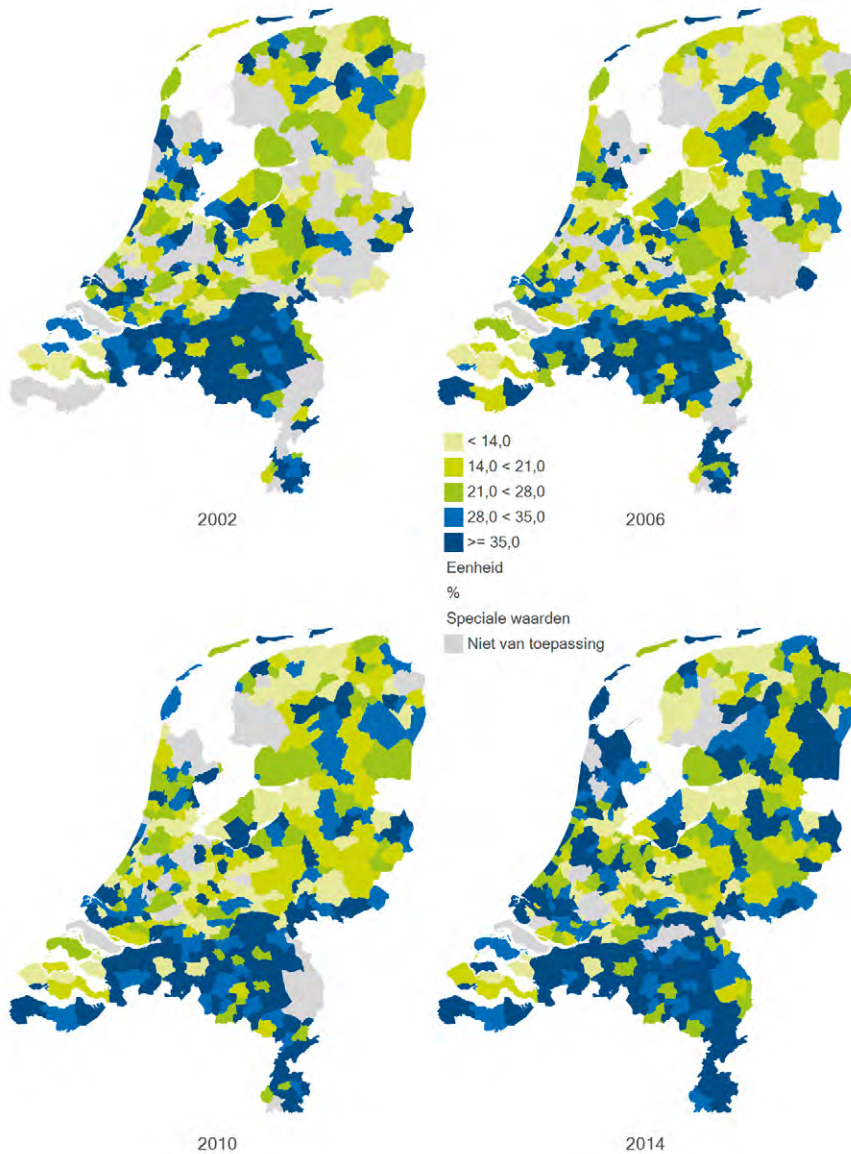 < 14,0
14,0 < 21,0
21,0 < 28,0
28,0 < 35,0
>= 35,0
Eenheid
%
Speciale waarden
Niet van toepassing
2002
2006
2010
2014